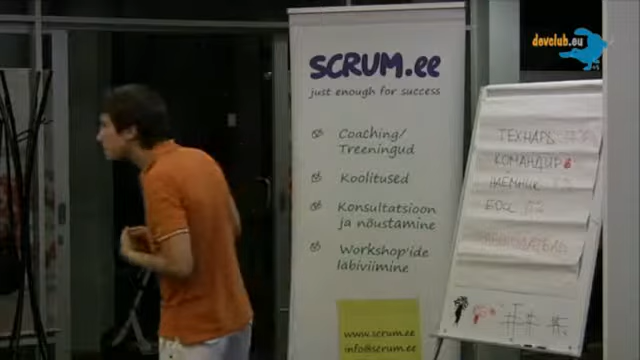 devclub.eu
SCRUM.ee
just enough for success
Coaching/
Treeningud
Koolitused
Konsultatsioon
ja nõustamine
Workshop'ide
läbiviimine
www.scrum.ee
info@scrum.ee
ТЕХНАРЬ
КОМАНДИР
НАЁМНИК